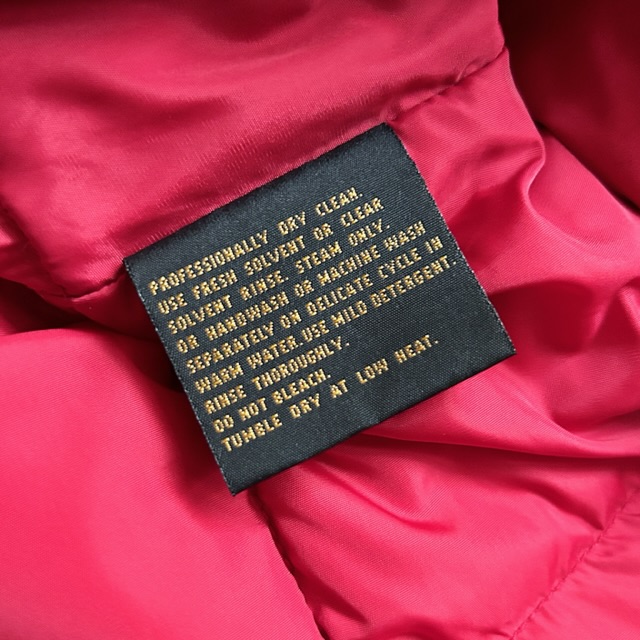 PROFESSIONALLY DRY CLEAN.
USE FRESH SOLVENT OR CLEAR
SOLVENT RINSE. STEAM ONLY.
OR HANDWASH OR MACHINE WASH
SEPARATELY ON DELICATE CYCLE IN
WARM WATER.USE MILD DETERGENT.
RINSE THOROUGHLY.
DO NOT BLEACH.
TUMBLE DRY AT LOW HEAT.